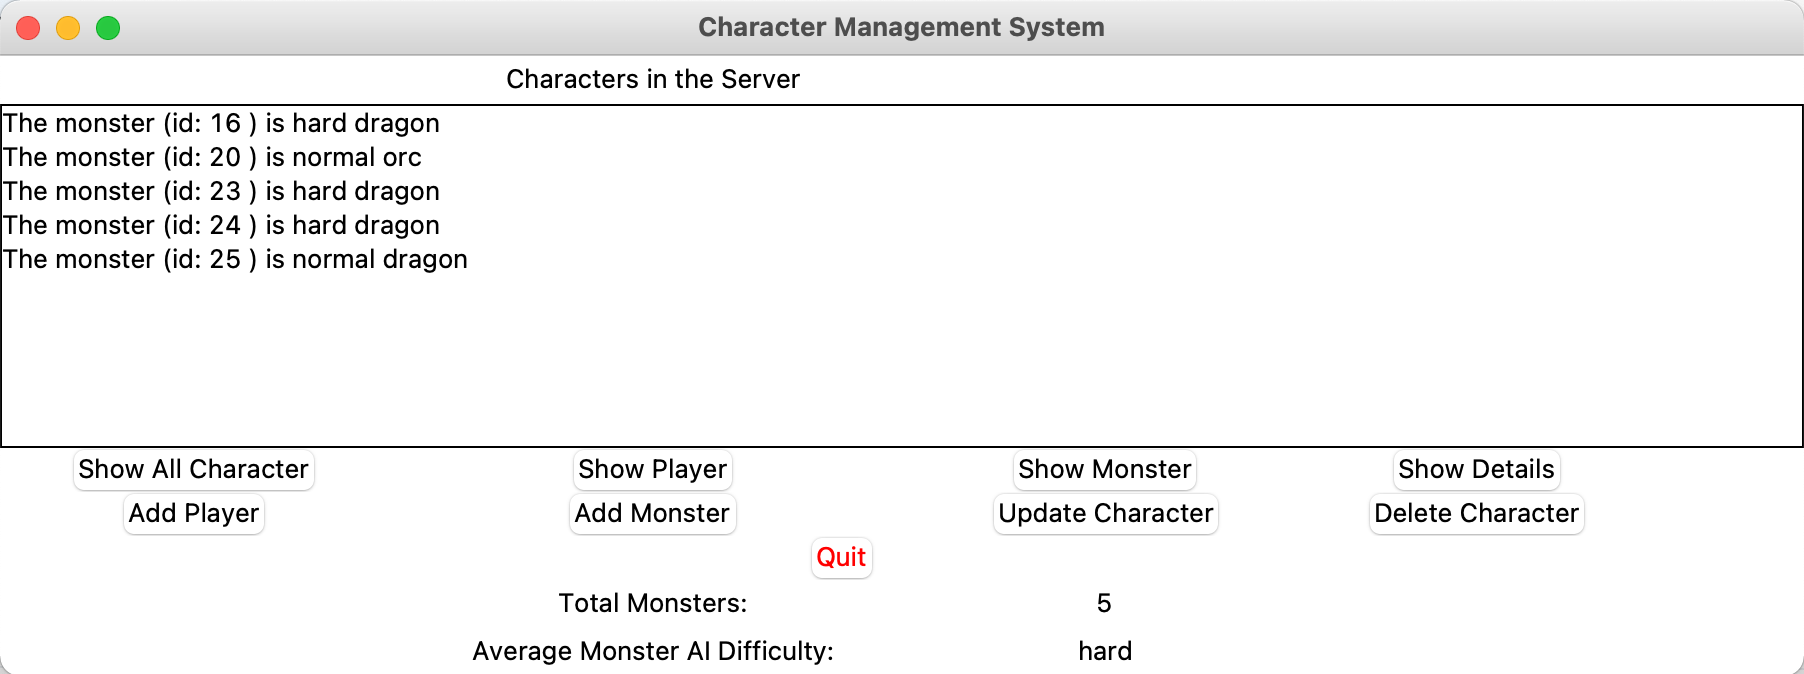 Character Management System
Characters in the Server
The monster (id: 16 ) is hard dragon
The monster (id: 20 ) is normal orc
The monster (id: 23 ) is hard dragon
The monster (id: 24 ) is hard dragon
The monster (id: 25 ) is normal dragon
Show All Character Show Player Show Monster Show Details
Add Player Add Monster Update Character Delete Character
Quit
Total Monsters: 5
Average Monster AI Difficulty: hard